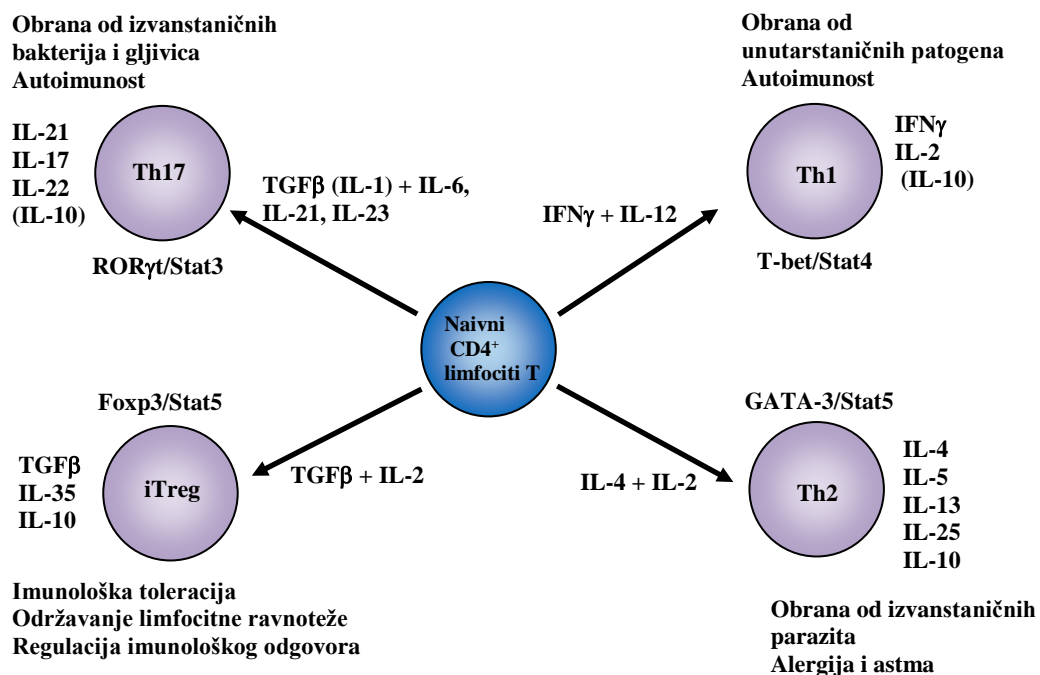 Obrana od izvanstaničnih
bakterija i gljivica
Autoimunost
IL-21
IL-17
IL-22
(IL-10)
Th17
RORγt/Stat3
TGFβ (IL-1) + IL-6,
IL-21, IL-23
Obrana od
unutarstaničnih patogena
Autoimunost
Th1
IFNγ
IL-2
(IL-10)
T-bet/Stat4
IFNγ + IL-12
Naivni
CD4⁺
limfociti T
Foxp3/Stat5
TGFβ
IL-35
IL-10
iTreg
TGFβ + IL-2
Imunološka toleracija
Održavanje limfocitne ravnoteže
Regulacija imunološkog odgovora
GATA-3/Stat5
IL-4 + IL-2
Th2
IL-4
IL-5
IL-13
IL-25
IL-10
Obrana od izvanstaničnih
parazita
Alergija i astma